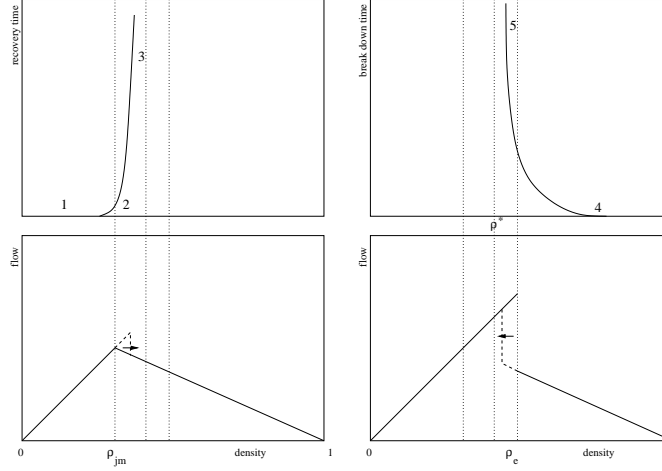 recovery time
1
2
3
break down time
5
4
ρ*
flow
0
ρjm
density
1
flow
0
ρe
density